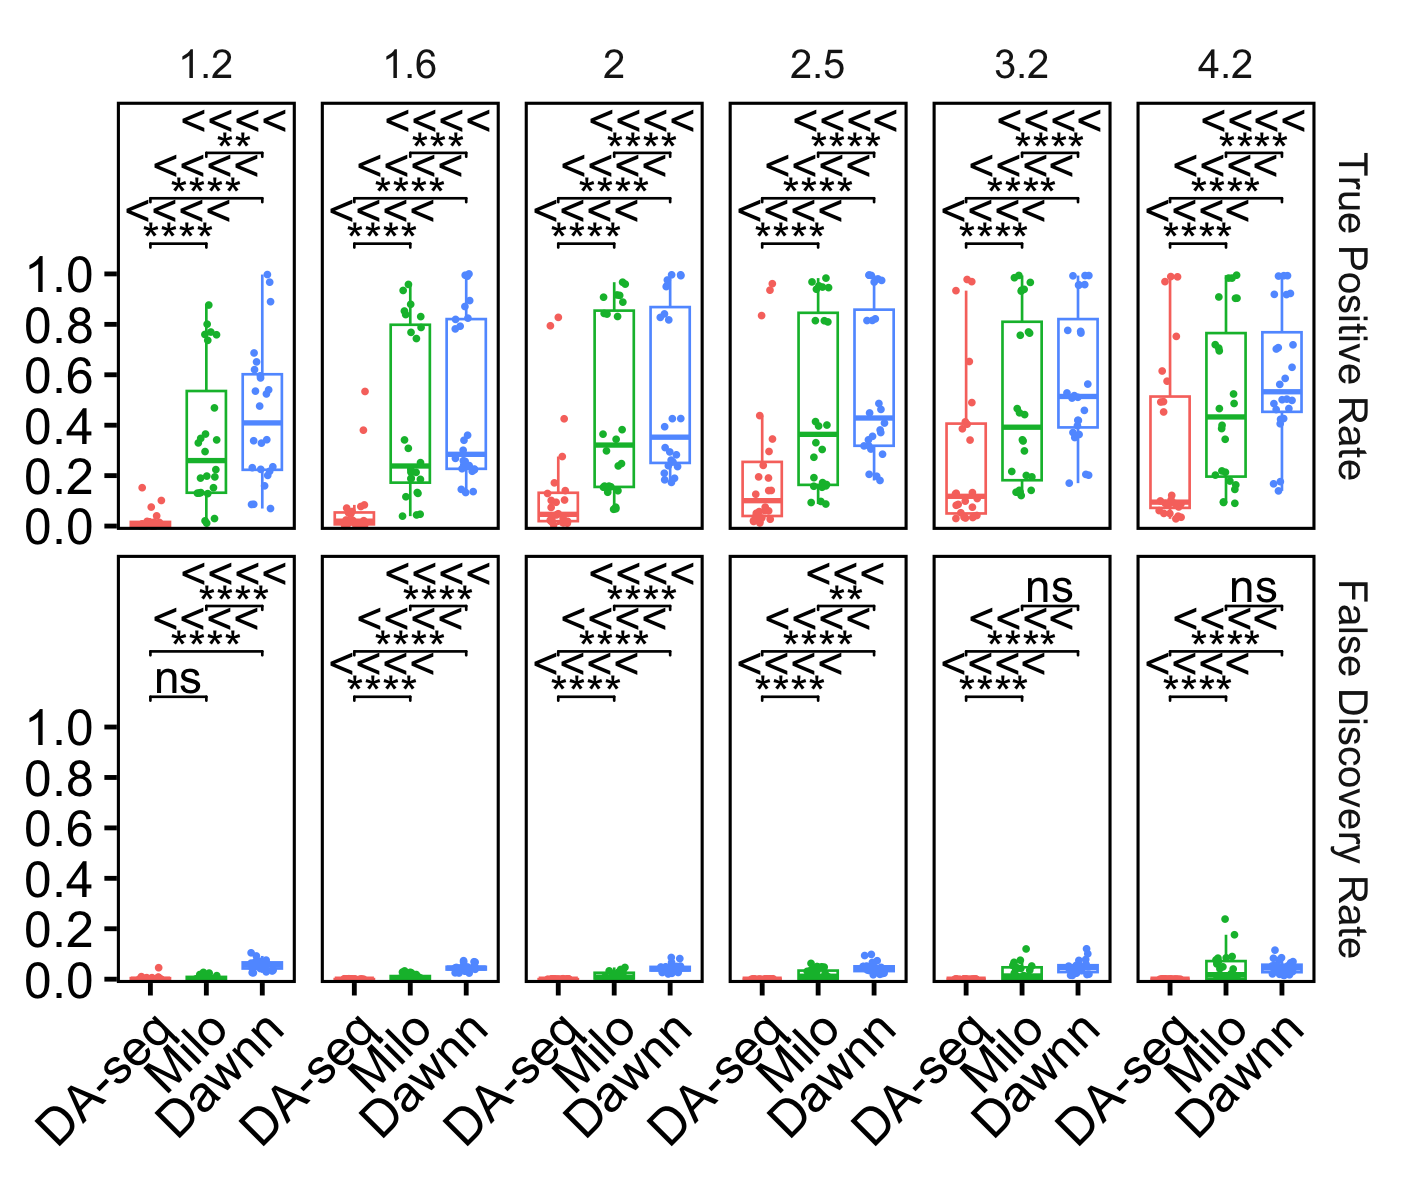 1.2 1.6 2 2.5 3.2 4.2
<<<< <<<< <<<< <<<< <<<< <<<<
** *** **** **** **** ****
<<<< <<<< <<<< <<<< <<<< <<<<
**** **** **** **** **** ****
<<<< <<<< <<<< <<<< <<<< <<<<
**** **** **** **** **** ****
1.0
0.8
0.6
0.4
0.2
0.0
True Positive Rate
<<<< <<<< <<<< <<< ns ns
**** **** **** **
<<<< <<<< <<<< <<<< <<<< <<<<
**** **** **** **** **** ****
ns <<<< <<<< <<<< <<<< <<<<
**** **** **** **** ****
1.0
0.8
0.6
0.4
0.2
0.0
False Discovery Rate
DA-seq Milo Dawnn DA-seq Milo Dawnn DA-seq Milo Dawnn DA-seq Milo Dawnn DA-seq Milo Dawnn DA-seq Milo Dawnn